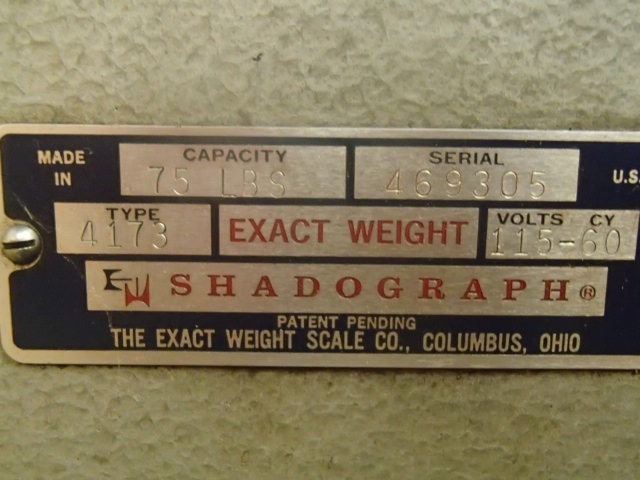 MADE IN
CAPACITY
75 LBS
SERIAL
469305
U.S.
TYPE
4173
EXACT WEIGHT
VOLTS CY
115-60
EW SHADOGRAPH®
PATENT PENDING
THE EXACT WEIGHT SCALE CO., COLUMBUS, OHIO